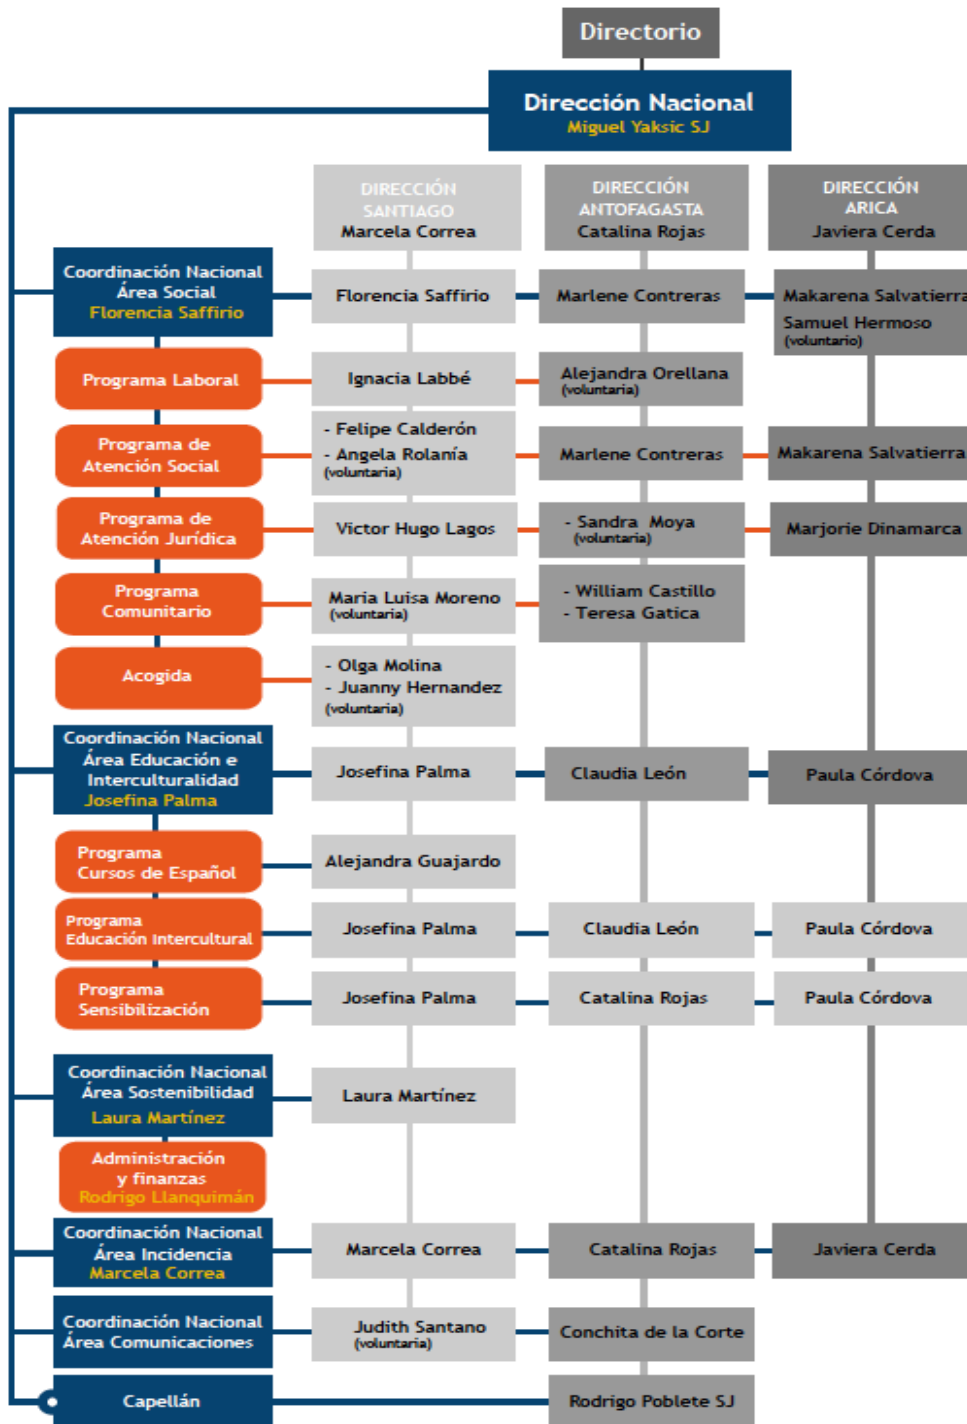 Directorio
Dirección Nacional
Miguel Yaksic SJ
DIRECCIÓN
SANTIAGO
Marcela Correa
DIRECCIÓN
ANTOFAGASTA
Catalina Rojas
DIRECCIÓN
ARICA
Javiera Cerda
Coordinación Nacional
Área Social
Florencia Saffirio
Florencia Saffirio
Marlene Contreras
Makarena Salvatierra
Samuel Hermoso
(voluntario)
Programa Laboral
Ignacia Labbé
Alejandra Orellana
(voluntaria)
Programa de
Atención Social
- Felipe Calderón
- Angela Rolanía
(voluntaria)
Marlene Contreras
Makarena Salvatierra
Programa de
Atención Jurídica
Victor Hugo Lagos
- Sandra Moya
(voluntaria)
Marjorie Dinamarca
Programa
Comunitario
Maria Luisa Moreno
(voluntaria)
- William Castillo
- Teresa Gatica
Acogida
- Olga Molina
- Juanny Hernandez
(voluntaria)
Coordinación Nacional
Área Educación e
Interculturalidad
Josefina Palma
Josefina Palma
Claudia León
Paula Córdova
Programa
Cursos de Español
Alejandra Guajardo
Programa
Educación Intercultural
Josefina Palma
Claudia León
Paula Córdova
Programa
Sensibilización
Josefina Palma
Catalina Rojas
Paula Córdova
Coordinación Nacional
Área Sostenibilidad
Laura Martínez
Laura Martínez
Administración
y finanzas
Rodrigo Llanquimán
Coordinación Nacional
Área Incidencia
Marcela Correa
Marcela Correa
Catalina Rojas
Javiera Cerda
Coordinación Nacional
Área Comunicaciones
Judith Santano
(voluntaria)
Conchita de la Corte
Capellán
Rodrigo Poblete SJ